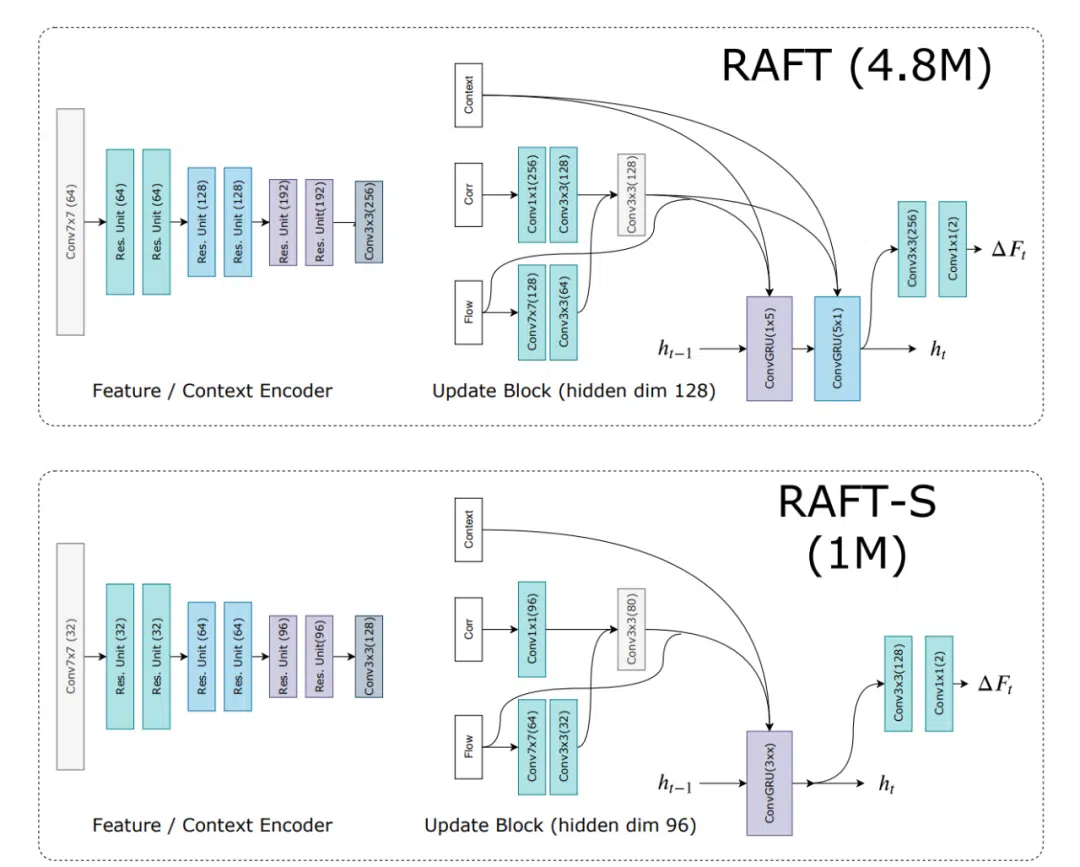 RAFT (4.8M)
Conv7x7 (64)
Res. Unit (64)
Res. Unit (64)
Res. Unit (128)
Res. Unit (128)
Res. Unit (192)
Res. Unit(192)
Conv3x3(256)
Feature / Context Encoder
Context
Corr
Conv1x1(256)
Conv3x3(128)
Conv3x3(128)
Flow
Conv7x7(128)
Conv3x3(64)
h_{t-1}
ConvGRU(1x5)
ConvGRU(5x1)
h_t
Conv3x3(256)
Conv1x1(2)
ΔF_t
Update Block (hidden dim 128)
RAFT-S
(1M)
Conv7x7 (32)
Res. Unit (32)
Res. Unit (32)
Res. Unit (64)
Res. Unit (64)
Res. Unit (96)
Res. Unit(96)
Conv3x3(128)
Feature / Context Encoder
Context
Corr
Conv1x1(96)
Conv3x3(80)
Flow
Conv7x7(64)
Conv3x3(32)
h_{t-1}
ConvGRU(3xx)
h_t
Conv3x3(128)
Conv1x1(2)
ΔF_t
Update Block (hidden dim 96)